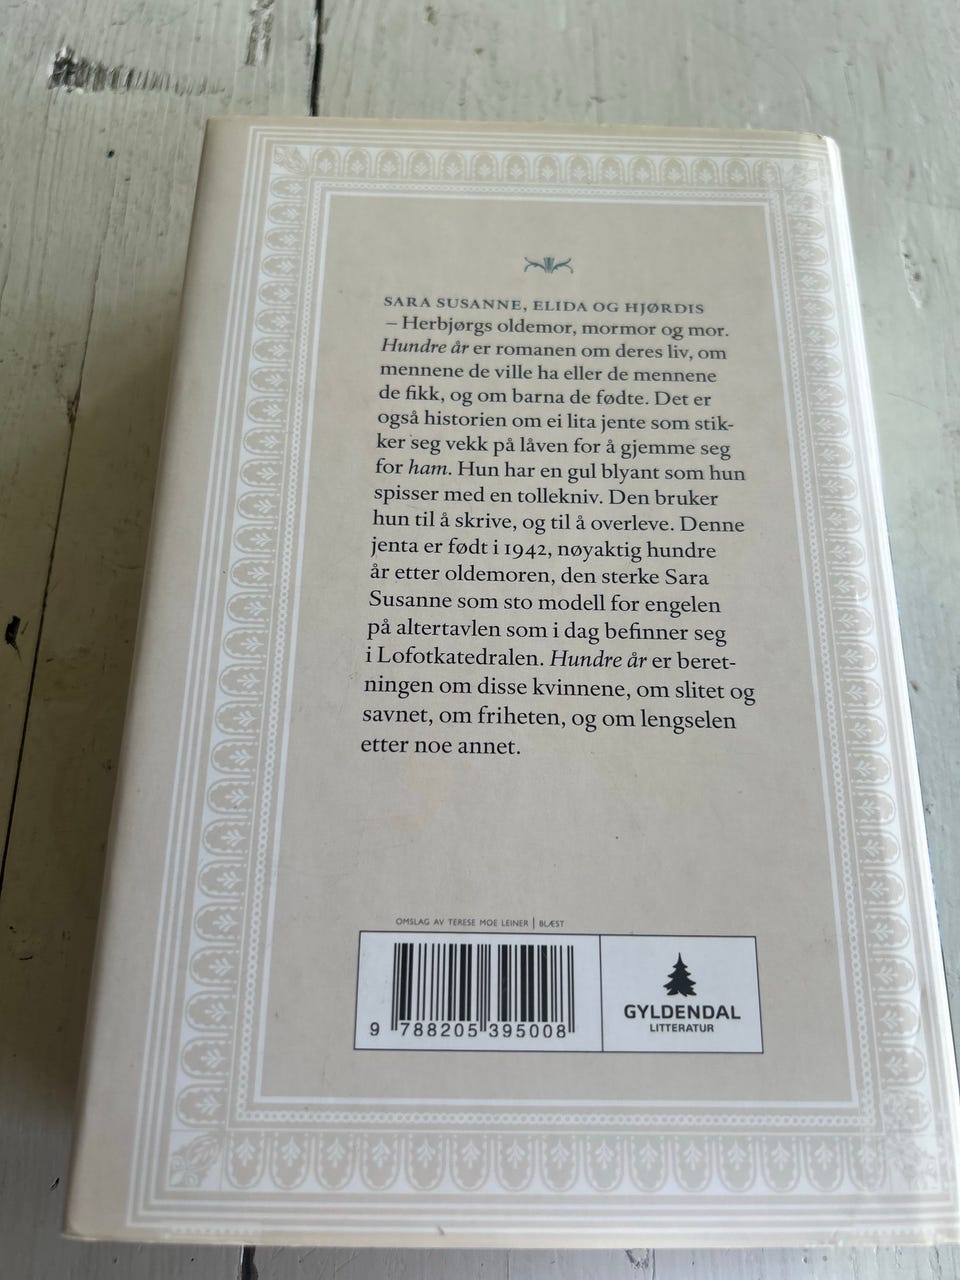 SARA SUSANNE, ELIDA OG HJØRDIS
– Herbjørgs oldemor, mormor og mor.
Hundre år er romanen om deres liv, om
mennene de ville ha eller de mennene
de fikk, og om barna de fødte. Det er
også historien om ei lita jente som stik-
ker seg vekk på låven for å gjemme seg
for ham. Hun har en gul blyant som hun
spisser med en tollekniv. Den bruker
hun til å skrive, og til å overleve. Denne
jenta er født i 1942, nøyaktig hundre
år etter oldemoren, den sterke Sara
Susanne som sto modell for engelen
på altertavlen som i dag befinner seg
i Lofotkatedralen. Hundre år er beret-
ningen om disse kvinnene, om slitet og
savnet, om friheten, og om lengselen
etter noe annet.
OMSLAG AV TERESE MOE LEINER | BLÆST
9 788205 395008
GYLDENDAL
LITTERATUR